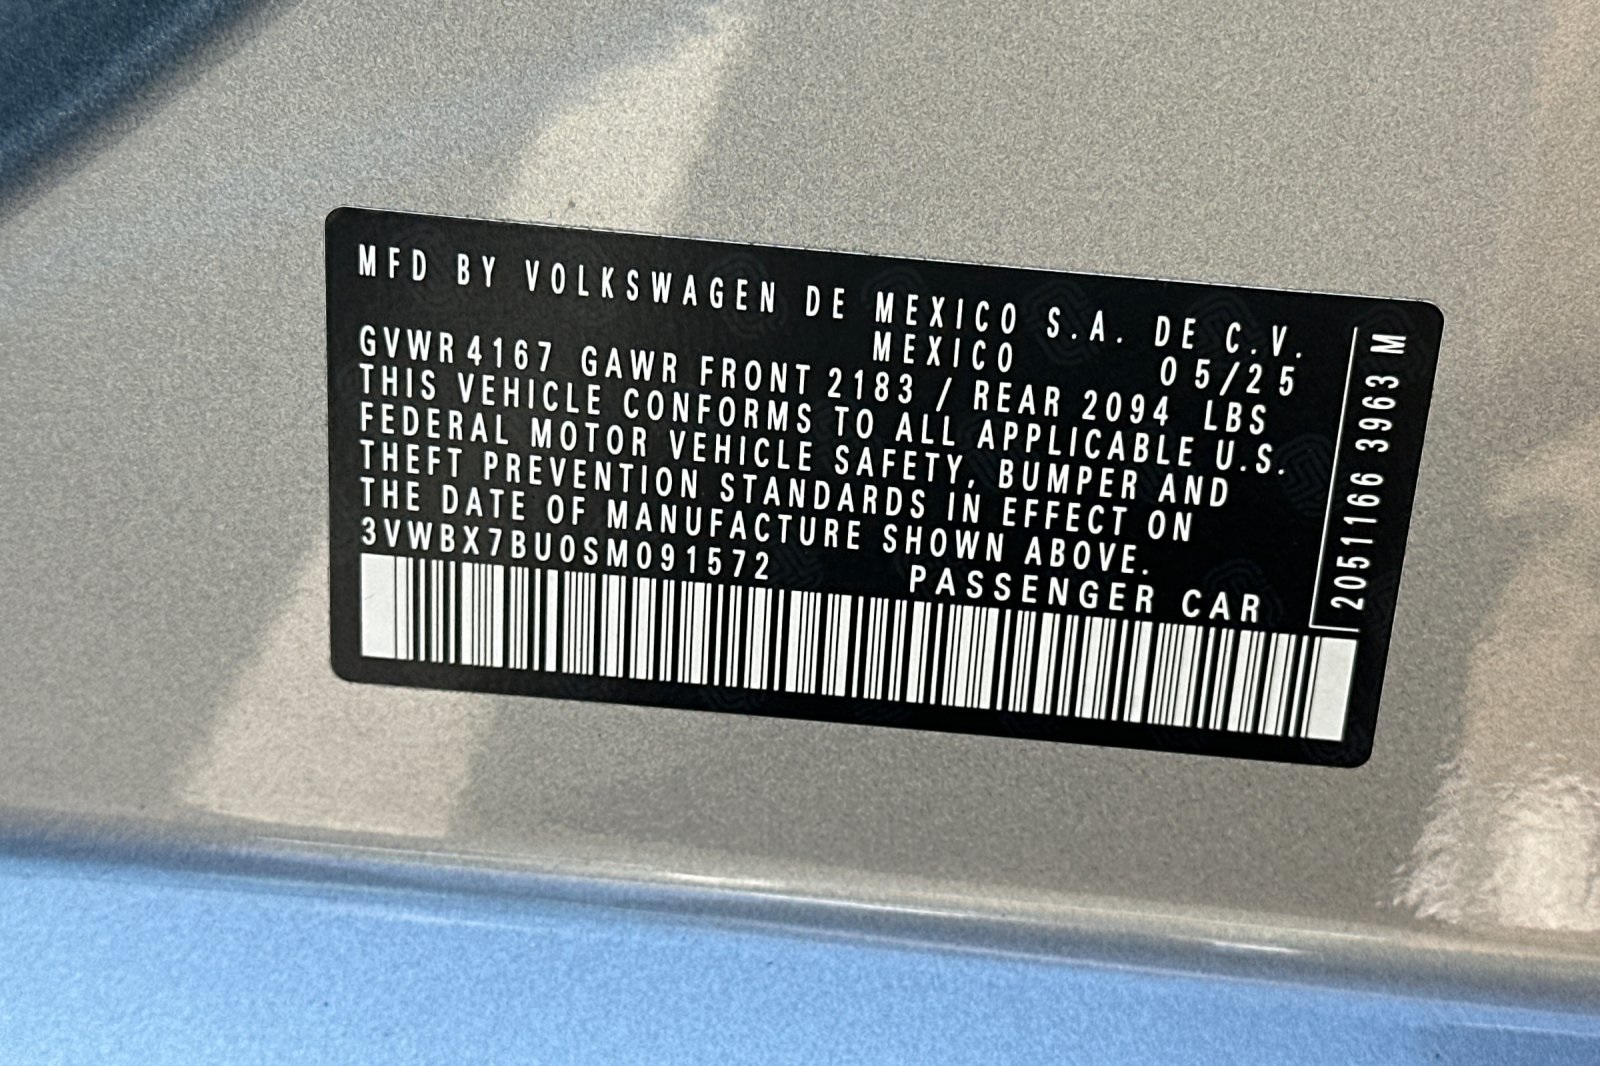 MFD BY VOLKSWAGEN DE MEXICO S.A. DE C.V.
MEXICO 05/25
GVWR 4167 GAWR FRONT 2183 / REAR 2094 LBS
THIS VEHICLE CONFORMS TO ALL APPLICABLE U.S.
FEDERAL MOTOR VEHICLE SAFETY, BUMPER AND
THEFT PREVENTION STANDARDS IN EFFECT ON
THE DATE OF MANUFACTURE SHOWN ABOVE.
3VWBX7BU0SM091572 PASSENGER CAR
2051166 3963 M